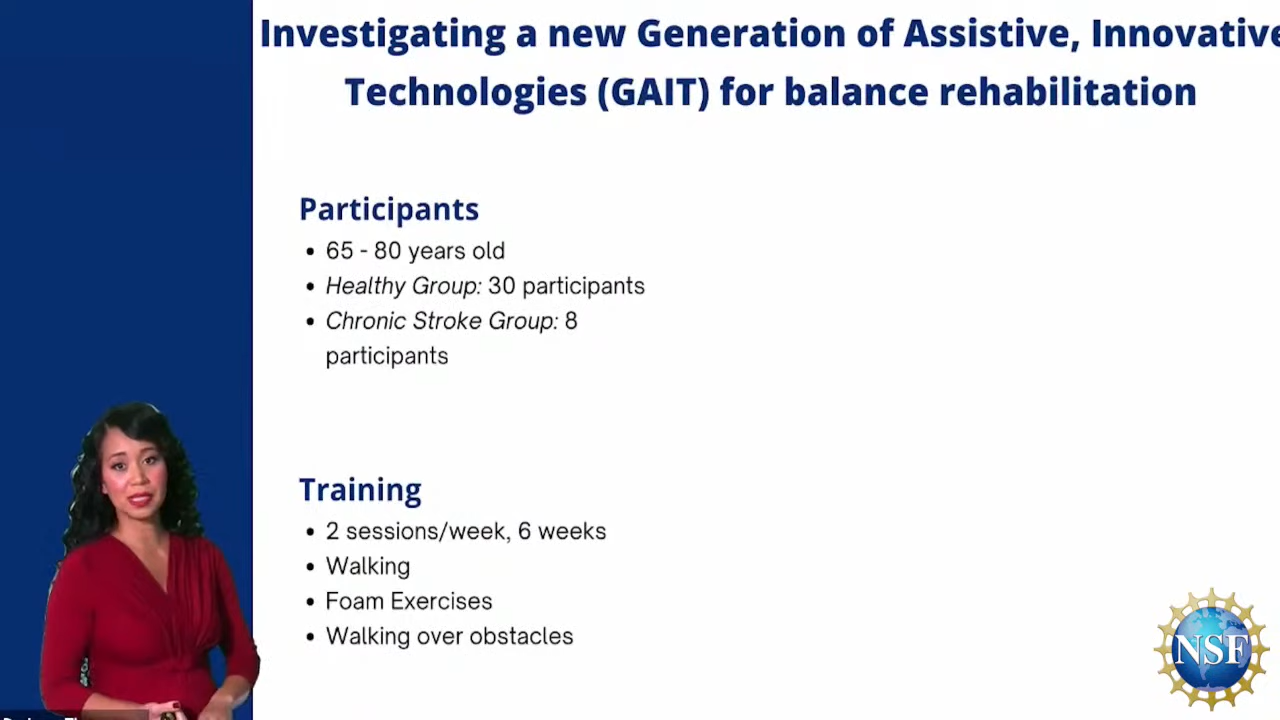 Investigating a new Generation of Assistive, Innovative
Technologies (GAIT) for balance rehabilitation
Participants
• 65 - 80 years old
• Healthy Group: 30 participants
• Chronic Stroke Group: 8
participants
Training
• 2 sessions/week, 6 weeks
• Walking
• Foam Exercises
• Walking over obstacles
NSF